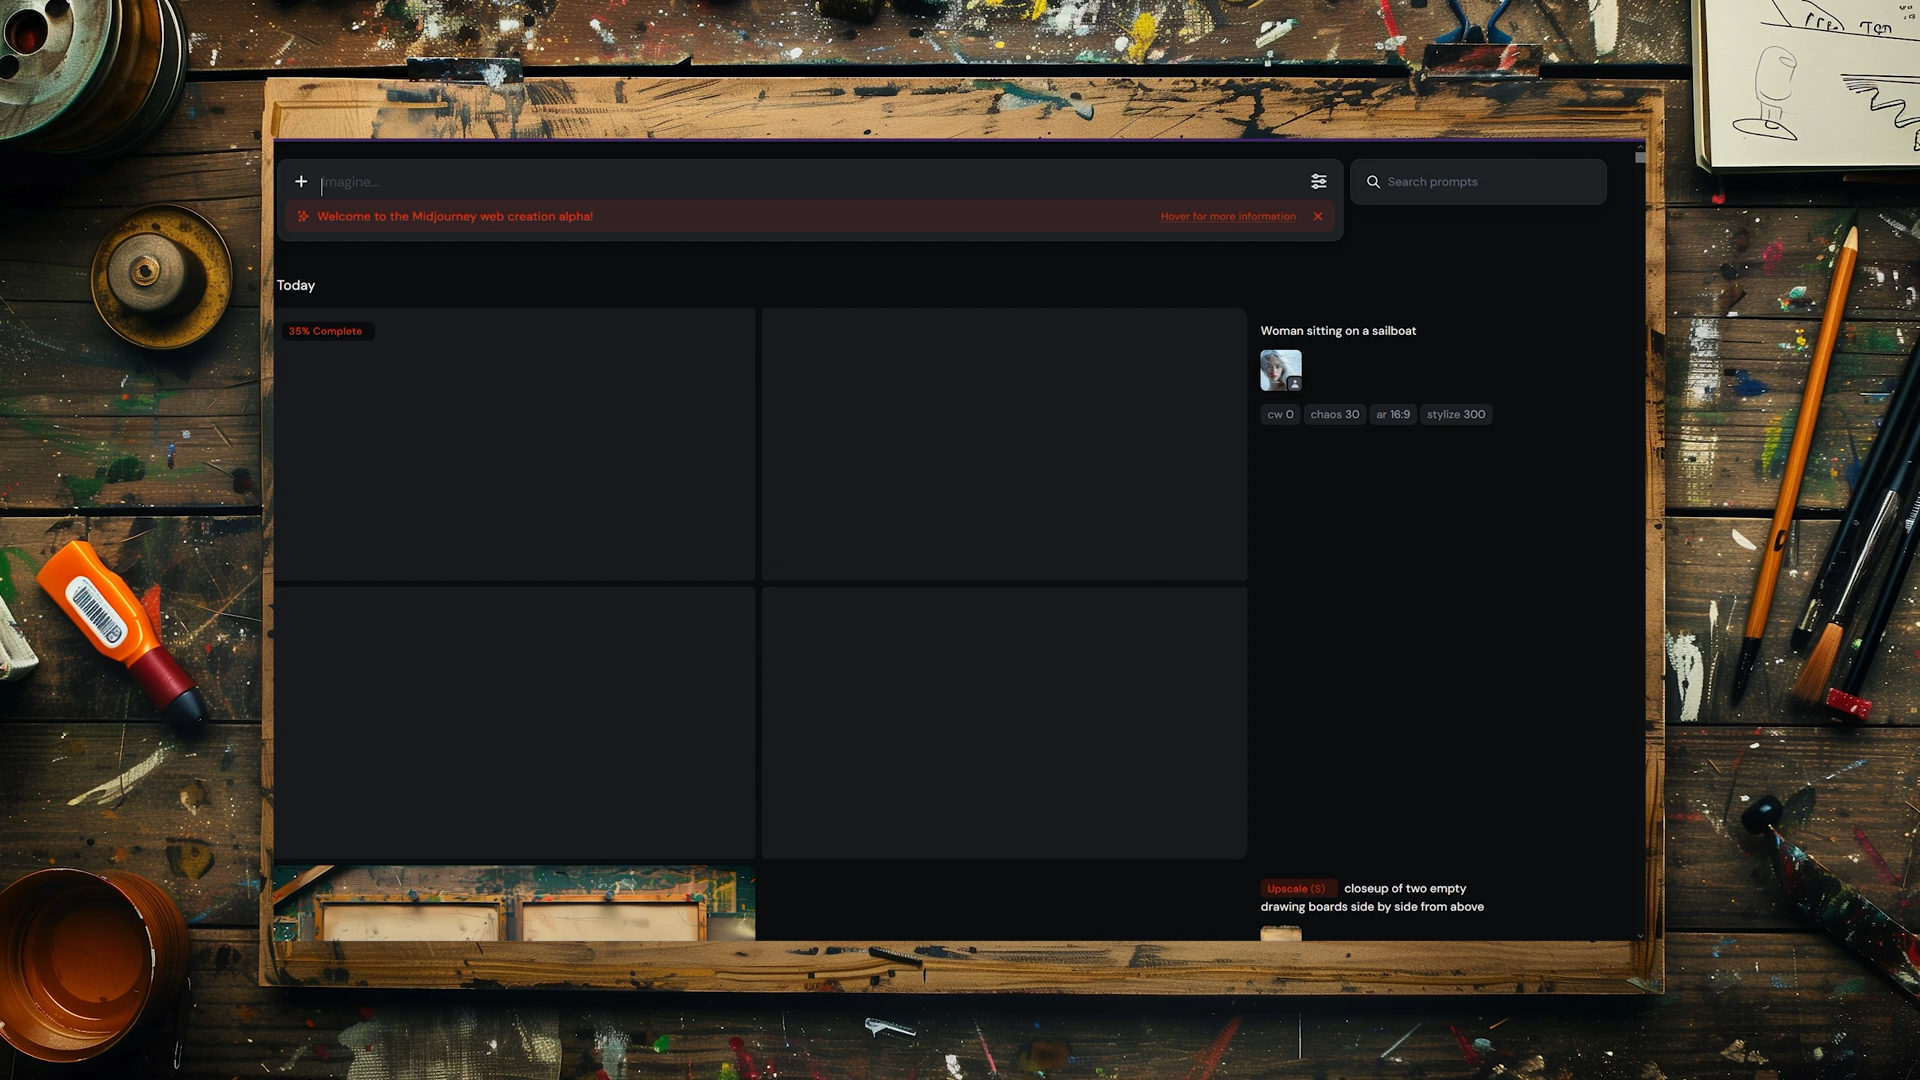 Imagine...
Search prompts
Welcome to the Midjourney web creation alpha!
Hover for more information
Today
35% Complete
Woman sitting on a sailboat
cw 0
chaos 30
ar 16:9
stylize 300
Upscale (S) closeup of two empty
drawing boards side by side from above